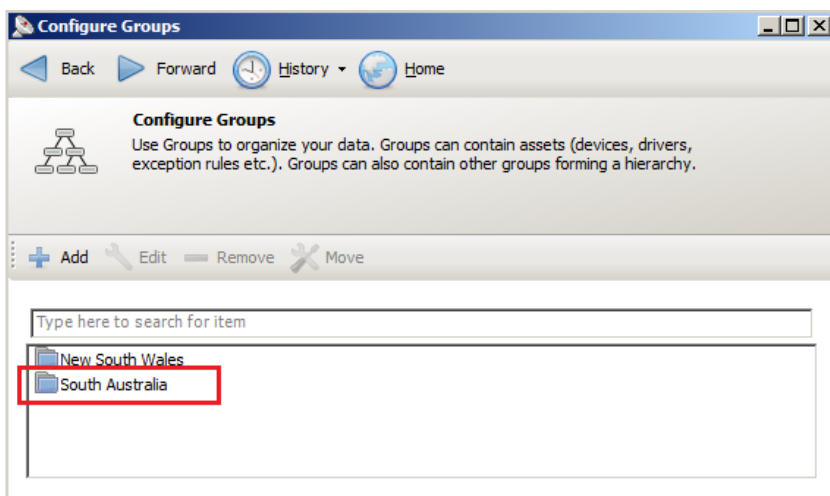 Configure Groups
Back Forward History Home
Configure Groups
Use Groups to organize your data. Groups can contain assets (devices, drivers,
exception rules etc.). Groups can also contain other groups forming a hierarchy.
Add Edit Remove Move
Type here to search for item
New South Wales
South Australia